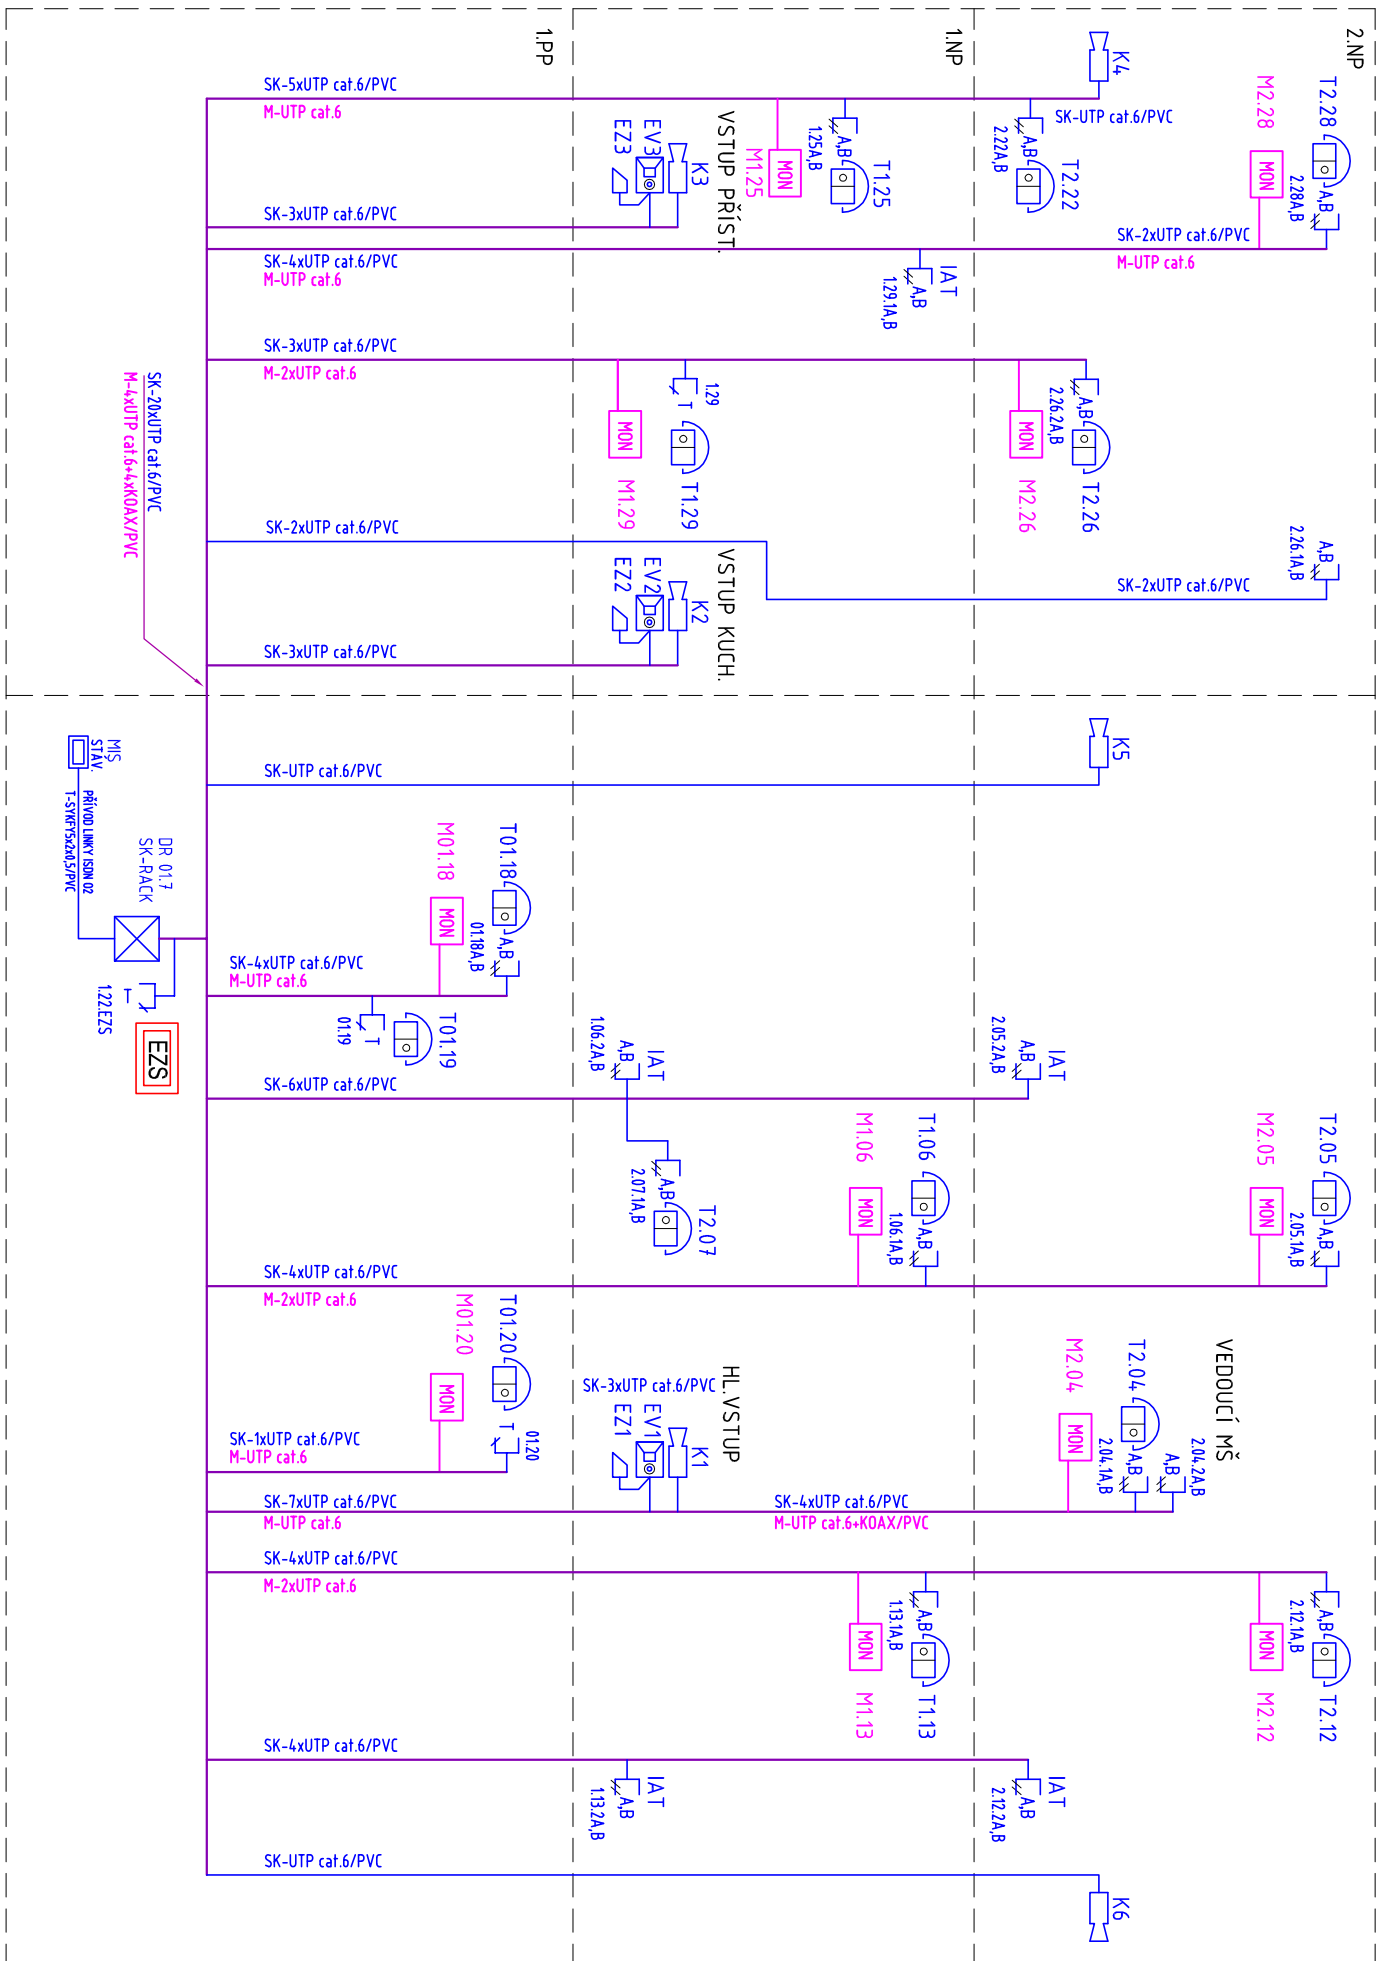 2.NP
1.NP
1.PP
K4
SK-5xUTP cat.6/PVC
M-UTP cat.6
SK-UTP cat.6/PVC
T2.28
M2.28
MON
A,B
2.28A,B
T2.22
A,B
2.22A,B
T1.25
A,B
1.25A,B
MON
M1.25
VSTUP PŘÍST.
K3
EV3
EZ3
SK-3xUTP cat.6/PVC
SK-4xUTP cat.6/PVC
M-UTP cat.6
SK-2xUTP cat.6/PVC
M-UTP cat.6
IAT
A,B
1.29.1A,B
SK-3xUTP cat.6/PVC
M-2xUTP cat.6
1.29
T
T1.29
MON
M1.29
A,B
2.26.2A,B
T2.26
MON
M2.26
SK-20xUTP cat.6/PVC
M-4xUTP cat.6+4xKOAX/PVC
SK-2xUTP cat.6/PVC
SK-2xUTP cat.6/PVC
A,B
2.26.1A,B
VSTUP KUCH.
K2
EV2
EZ2
SK-3xUTP cat.6/PVC
K5
SK-UTP cat.6/PVC
MIS
STÁV.
PŘÍVOD LINKY ISDN 02
T-SYKFY5x2x0,5/PVC
DR 01.7
SK-RACK
T
1.22.EZS
EZS
T01.18
M01.18
MON
A,B
01.18A,B
SK-4xUTP cat.6/PVC
M-UTP cat.6
T01.19
T
01.19
SK-6xUTP cat.6/PVC
IAT
A,B
1.06.2A,B
IAT
A,B
2.05.2A,B
A,B
2.07.1A,B
T2.07
T1.06
M1.06
MON
A,B
1.06.1A,B
T2.05
M2.05
MON
A,B
2.05.1A,B
SK-4xUTP cat.6/PVC
M-2xUTP cat.6
T01.20
M01.20
MON
T
01.20
SK-1xUTP cat.6/PVC
M-UTP cat.6
HL.VSTUP
SK-3xUTP cat.6/PVC
K1
EV1
EZ1
VEDOUCÍ MŠ
T2.04
M2.04
MON
A,B
2.04.1A,B
A,B
2.04.2A,B
SK-7xUTP cat.6/PVC
M-UTP cat.6
SK-4xUTP cat.6/PVC
M-UTP cat.6+KOAX/PVC
SK-4xUTP cat.6/PVC
M-2xUTP cat.6
A,B
1.13.1A,B
T1.13
MON
M1.13
A,B
2.12.1A,B
T2.12
MON
M2.12
SK-4xUTP cat.6/PVC
IAT
A,B
1.13.2A,B
IAT
A,B
2.12.2A,B
SK-UTP cat.6/PVC
K6